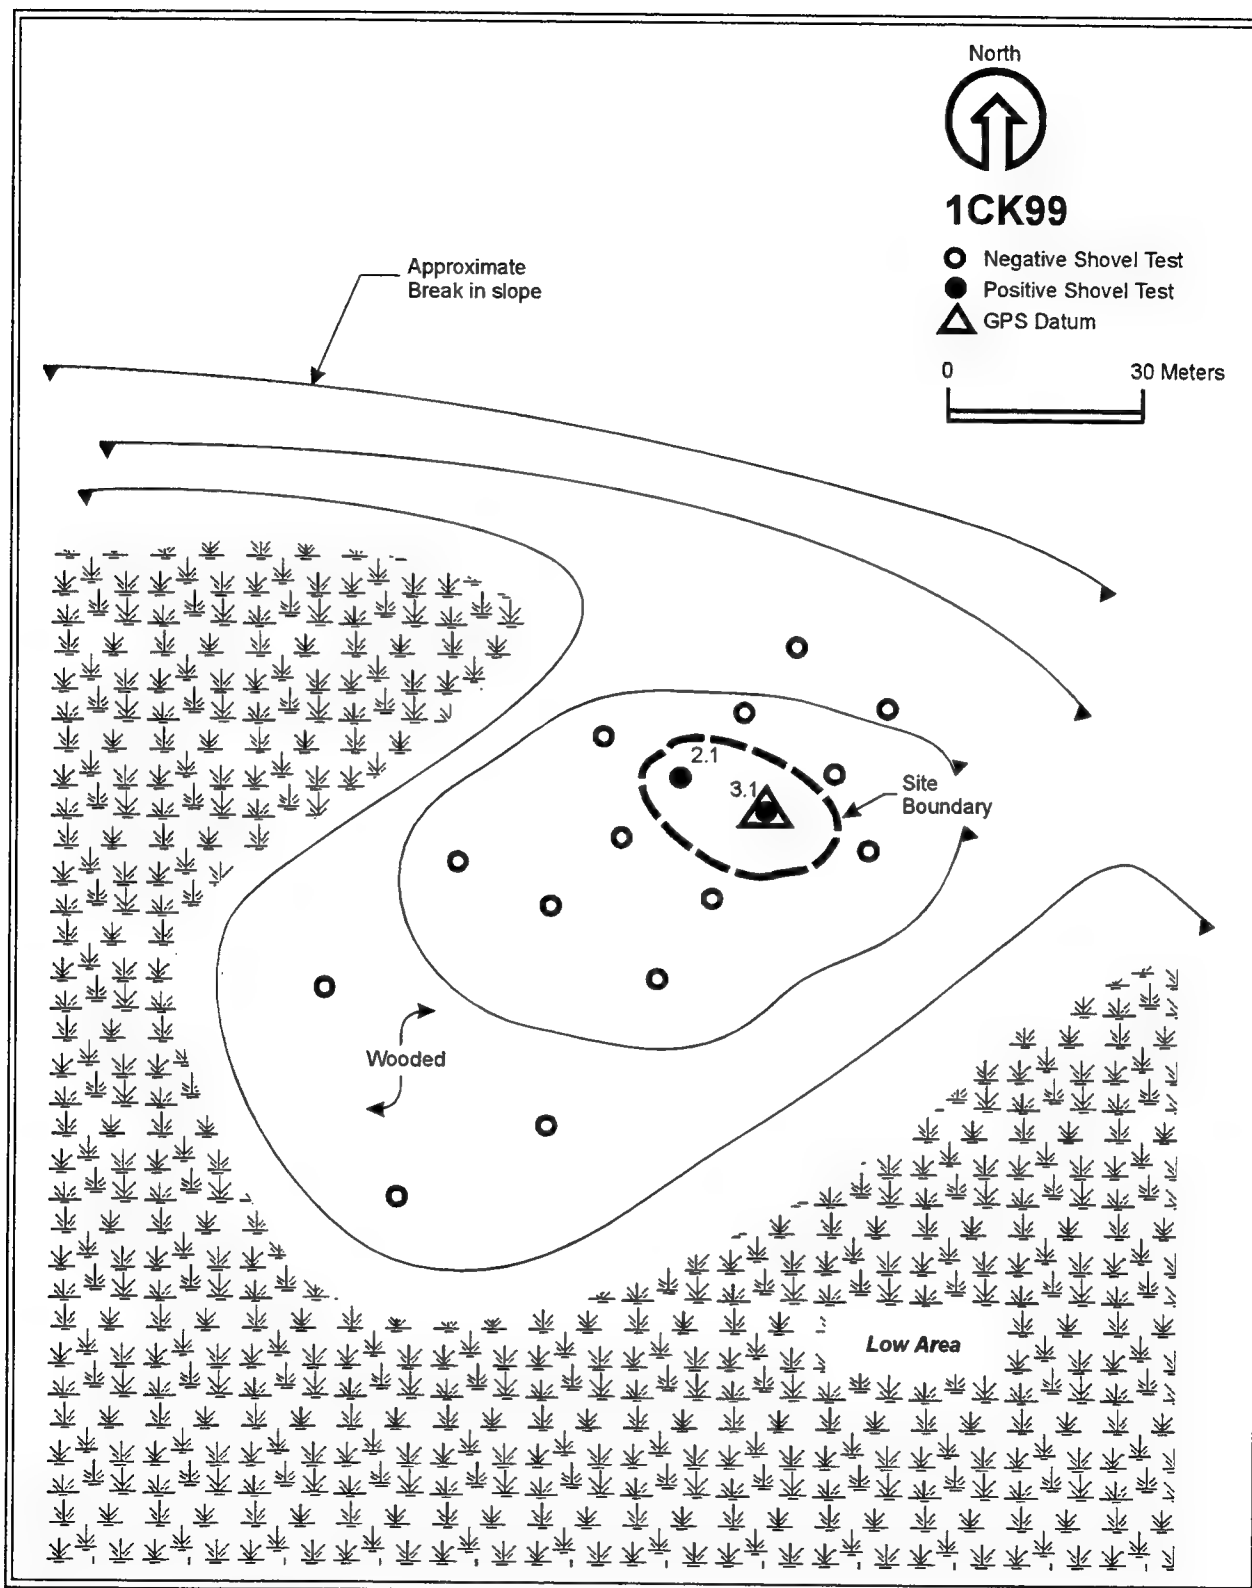 North
1CK99
Negative Shovel Test
Positive Shovel Test
GPS Datum
0 30 Meters
Approximate
Break in slope
2.1
3.1
Site
Boundary
Wooded
Low Area